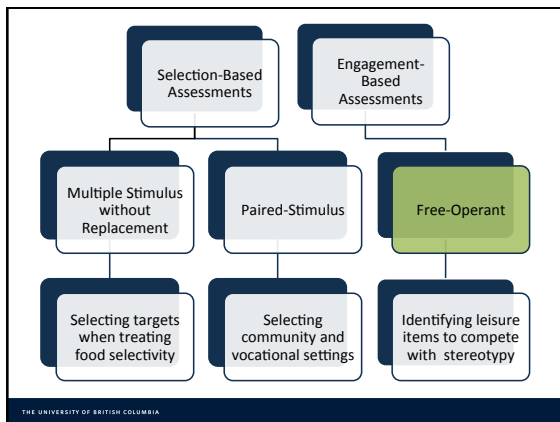 Selection-Based
Assessments
Engagement-
Based
Assessments
Multiple Stimulus
without
Replacement
Paired-Stimulus
Free-Operant
Selecting targets
when treating
food selectivity
Selecting
community and
vocational settings
Identifying leisure
items to compete
with stereotypy
THE UNIVERSITY OF BRITISH COLUMBIA